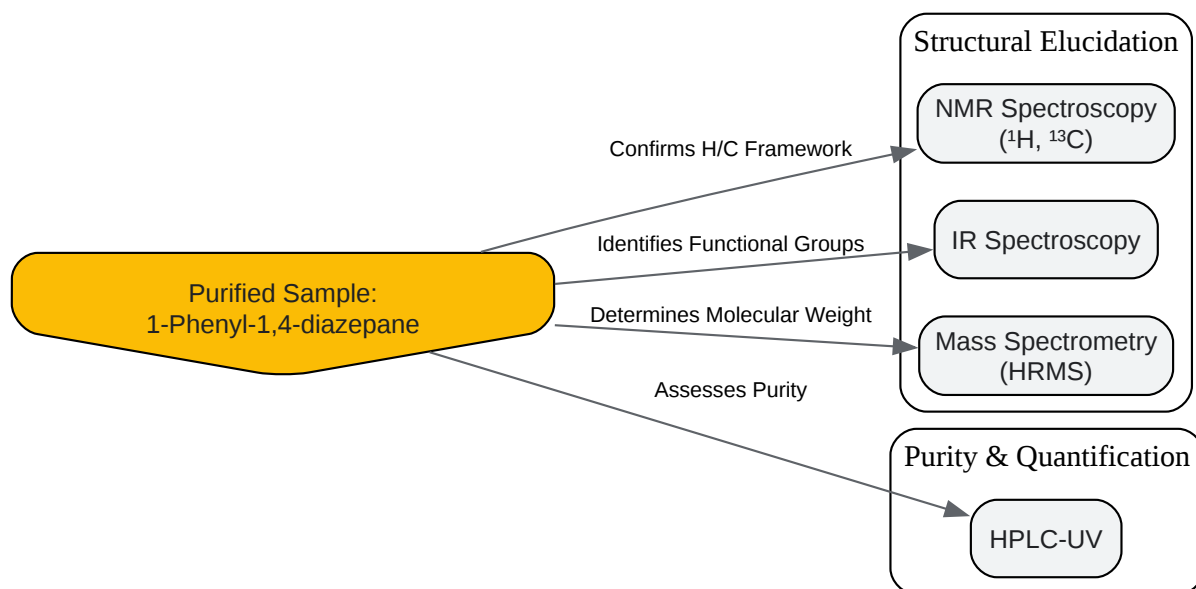 Structural Elucidation
NMR Spectroscopy
(¹H, ¹³C)
Confirms H/C Framework
Identifies Functional Groups
IR Spectroscopy
Purified Sample:
1-Phenyl-1,4-diazepane
Determines Molecular Weight
Mass Spectrometry
(HRMS)
Assesses Purity
Purity & Quantification
HPLC-UV